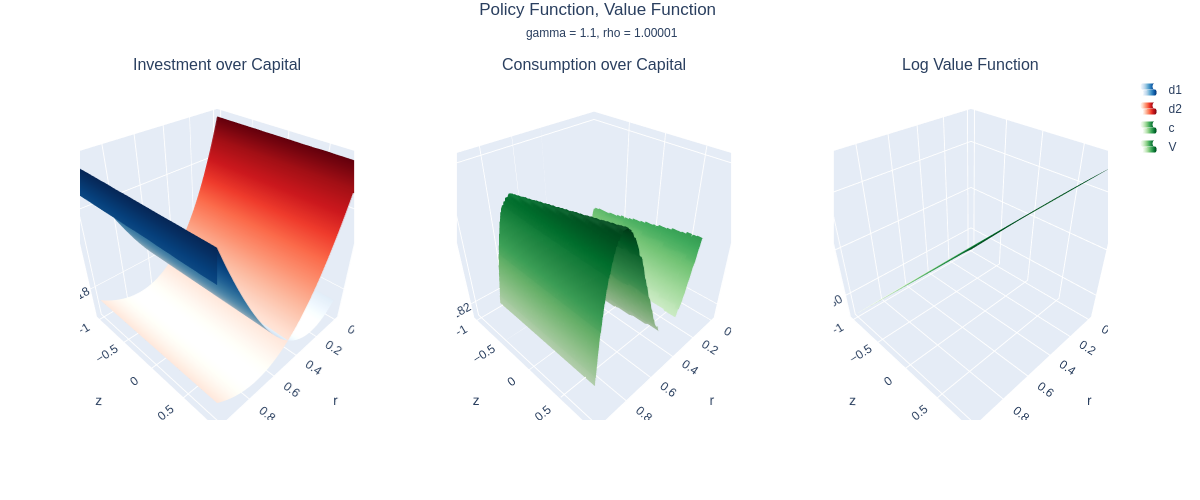 Policy Function, Value Function
gamma = 1.1, rho = 1.00001
Investment over Capital
Consumption over Capital
Log Value Function
d1
d2
c
V
−1
−0.5
0
0.5
z
0
0.2
0.4
0.6
0.8
r
−1
−0.5
0
0.5
z
0
0.2
0.4
0.6
0.8
r
−1
−0.5
0
0.5
z
0
0.2
0.4
0.6
0.8
r